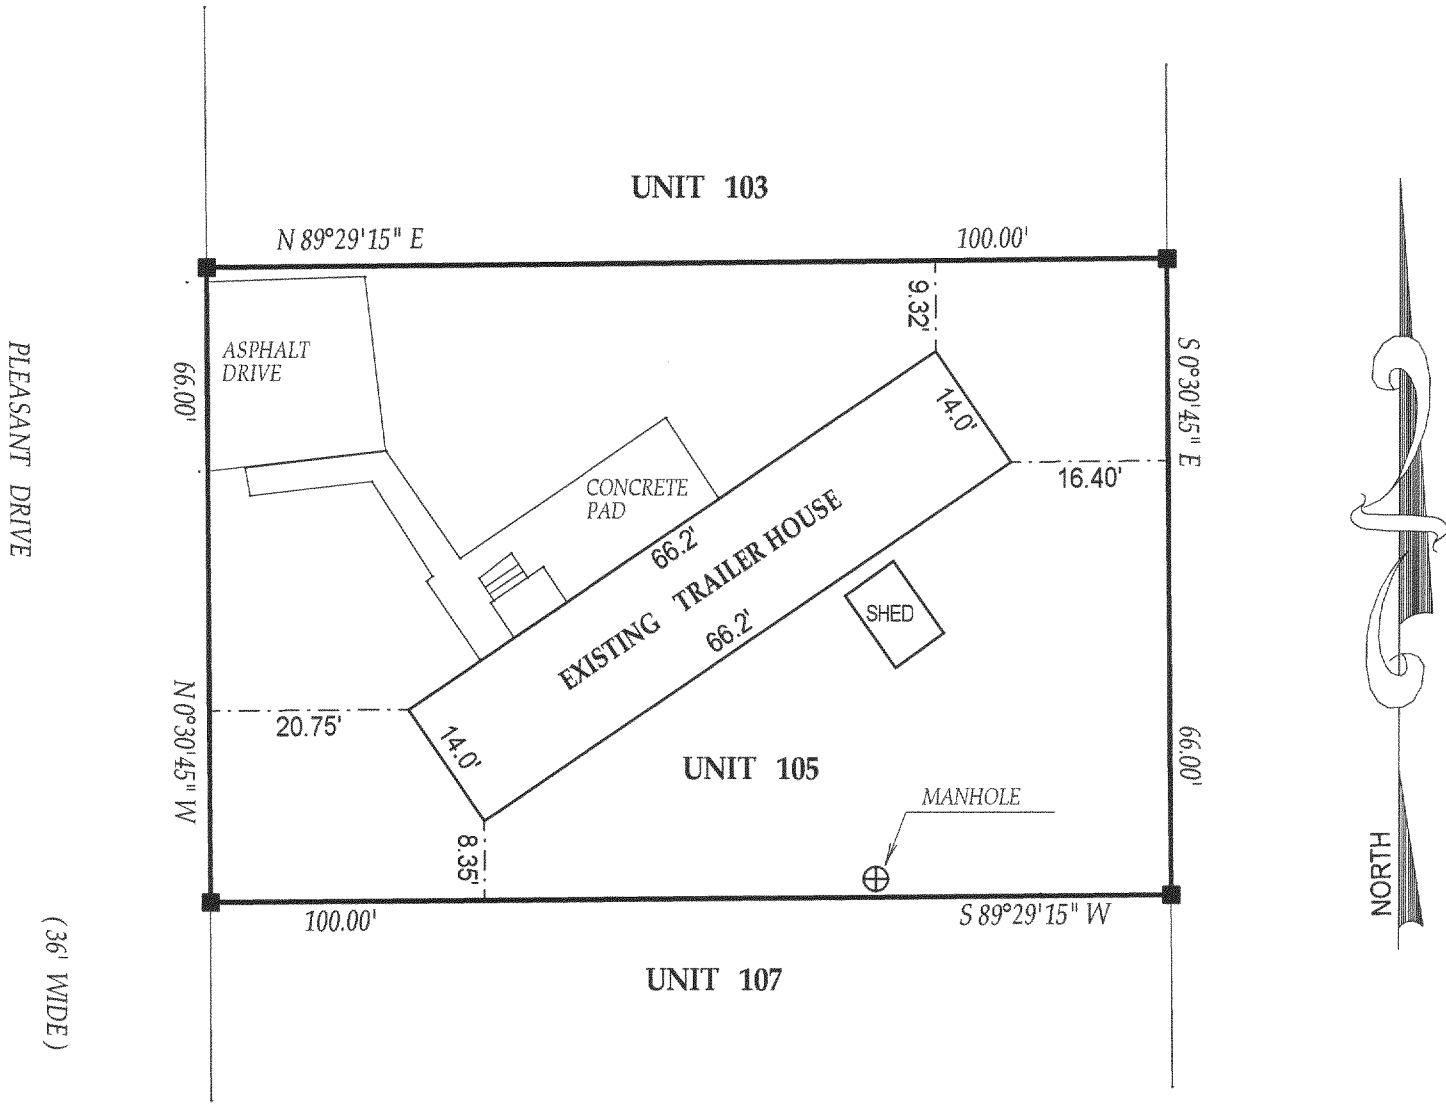 UNIT 103
N 89°29'15" E
100.00'
9.32'
S 0°30'45" E
ASPHALT
DRIVE
66.00'
PLEASANT DRIVE
14.0'
16.40'
CONCRETE
PAD
66.2'
EXISTING TRAILER HOUSE
66.2'
SHED
20.75'
14.0'
N 0°30'45" W
UNIT 105
66.00'
MANHOLE
8.35'
NORTH
100.00'
S 89°29'15" W
(36' WIDE)
UNIT 107